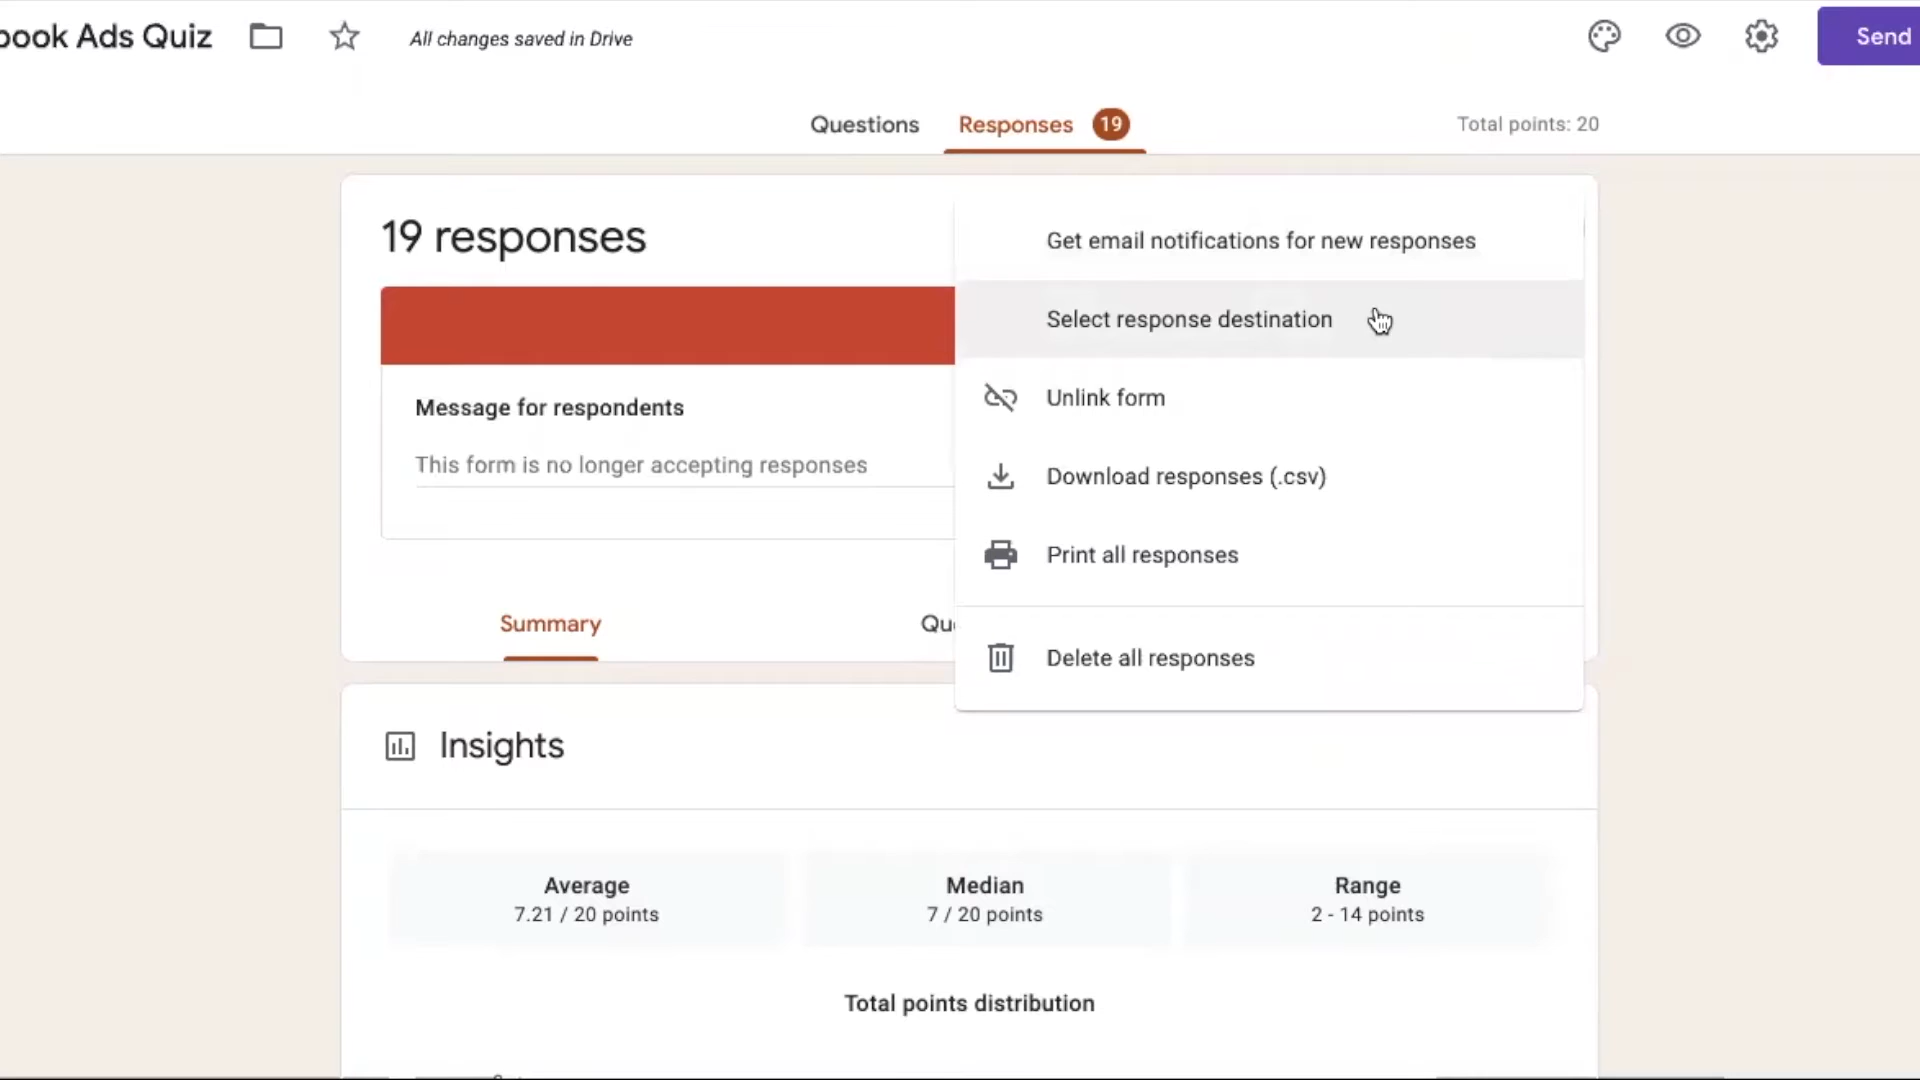 book Ads Quiz
All changes saved in Drive
Send
Questions
Responses 19
Total points: 20
19 responses
Get email notifications for new responses
Select response destination
Message for respondents
Unlink form
This form is no longer accepting responses
Download responses (.csv)
Print all responses
Summary
Que
Delete all responses
Insights
Average
7.21 / 20 points
Median
7 / 20 points
Range
2 - 14 points
Total points distribution